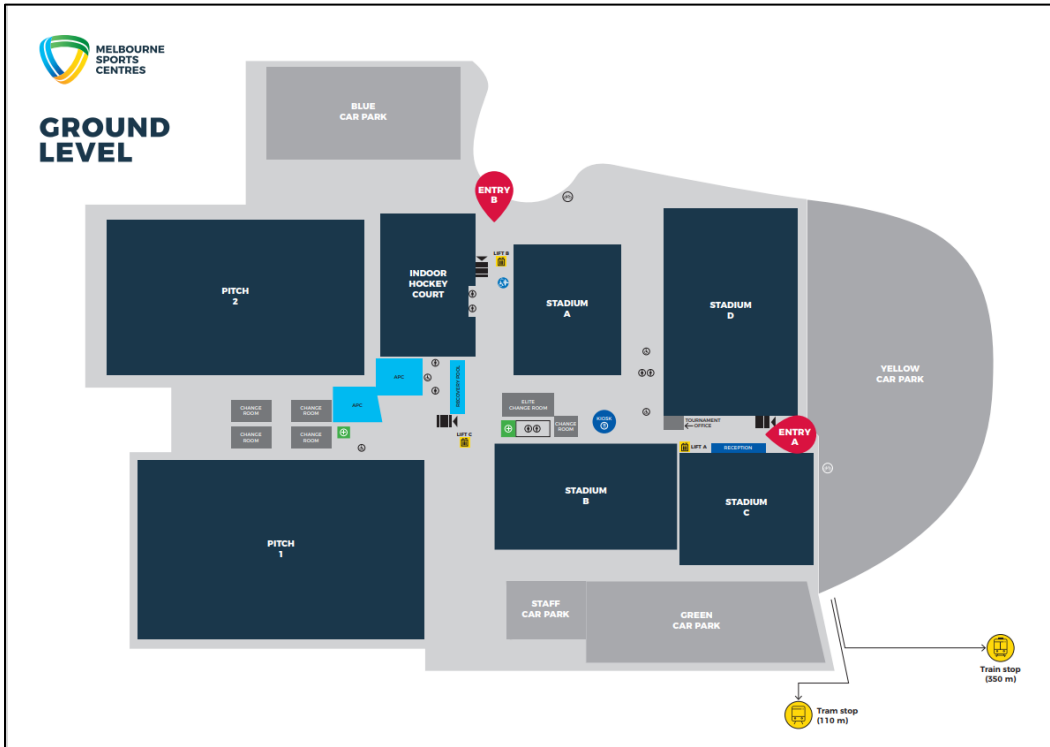 MELBOURNE
SPORTS
CENTRES
GROUND
LEVEL
BLUE
CAR PARK
ENTRY
B
LIFT B
PITCH
2
INDOOR
HOCKEY
COURT
STADIUM
A
STADIUM
D
YELLOW
CAR PARK
APC
APC
RECOVERY POOL
CHANGE
ROOM
CHANGE
ROOM
CHANGE
ROOM
CHANGE
ROOM
LIFT C
ELITE
CHANGE ROOM
CHANGE
ROOM
KIOSK
TOURNAMENT
OFFICE
ENTRY
A
LIFT A
RECEPTION
STADIUM
B
STADIUM
C
PITCH
1
STAFF
CAR PARK
GREEN
CAR PARK
Train stop
(350 m)
Tram stop
(110 m)